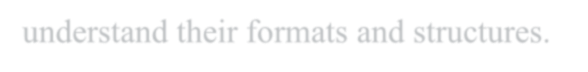 understand their formats and structures.